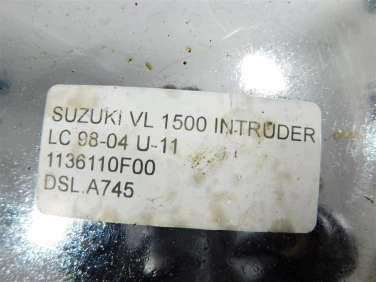 SUZUKI VL 1500 INTRUDER
LC 98-04 U-11
1136110F00
DSL.A745